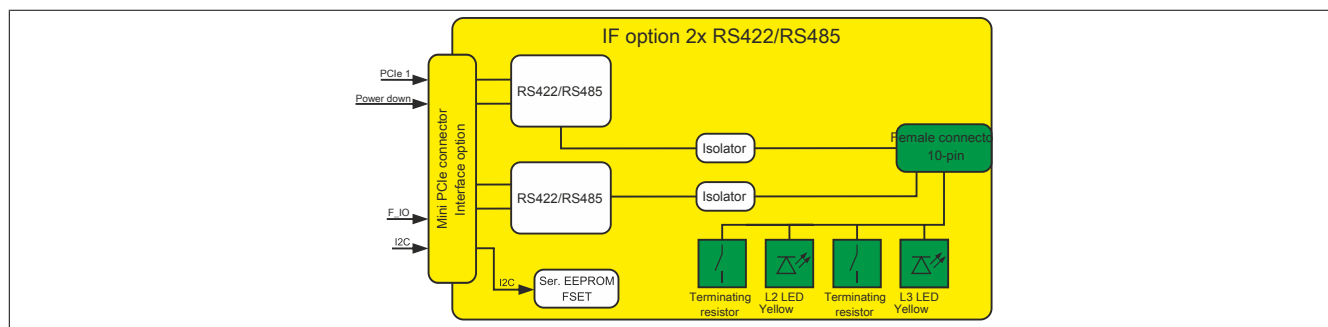 IF option 2x RS422/RS485
PCIe 1
Power down
F_IO
I2C
Mini PCIe connector
Interface option
RS422/RS485
Isolator
Female connecto
10-pin
RS422/RS485
Isolator
I2C
Ser. EEPROM
FSET
Terminating
resistor
L2 LED
Yellow
Terminating
resistor
L3 LED
Yellow